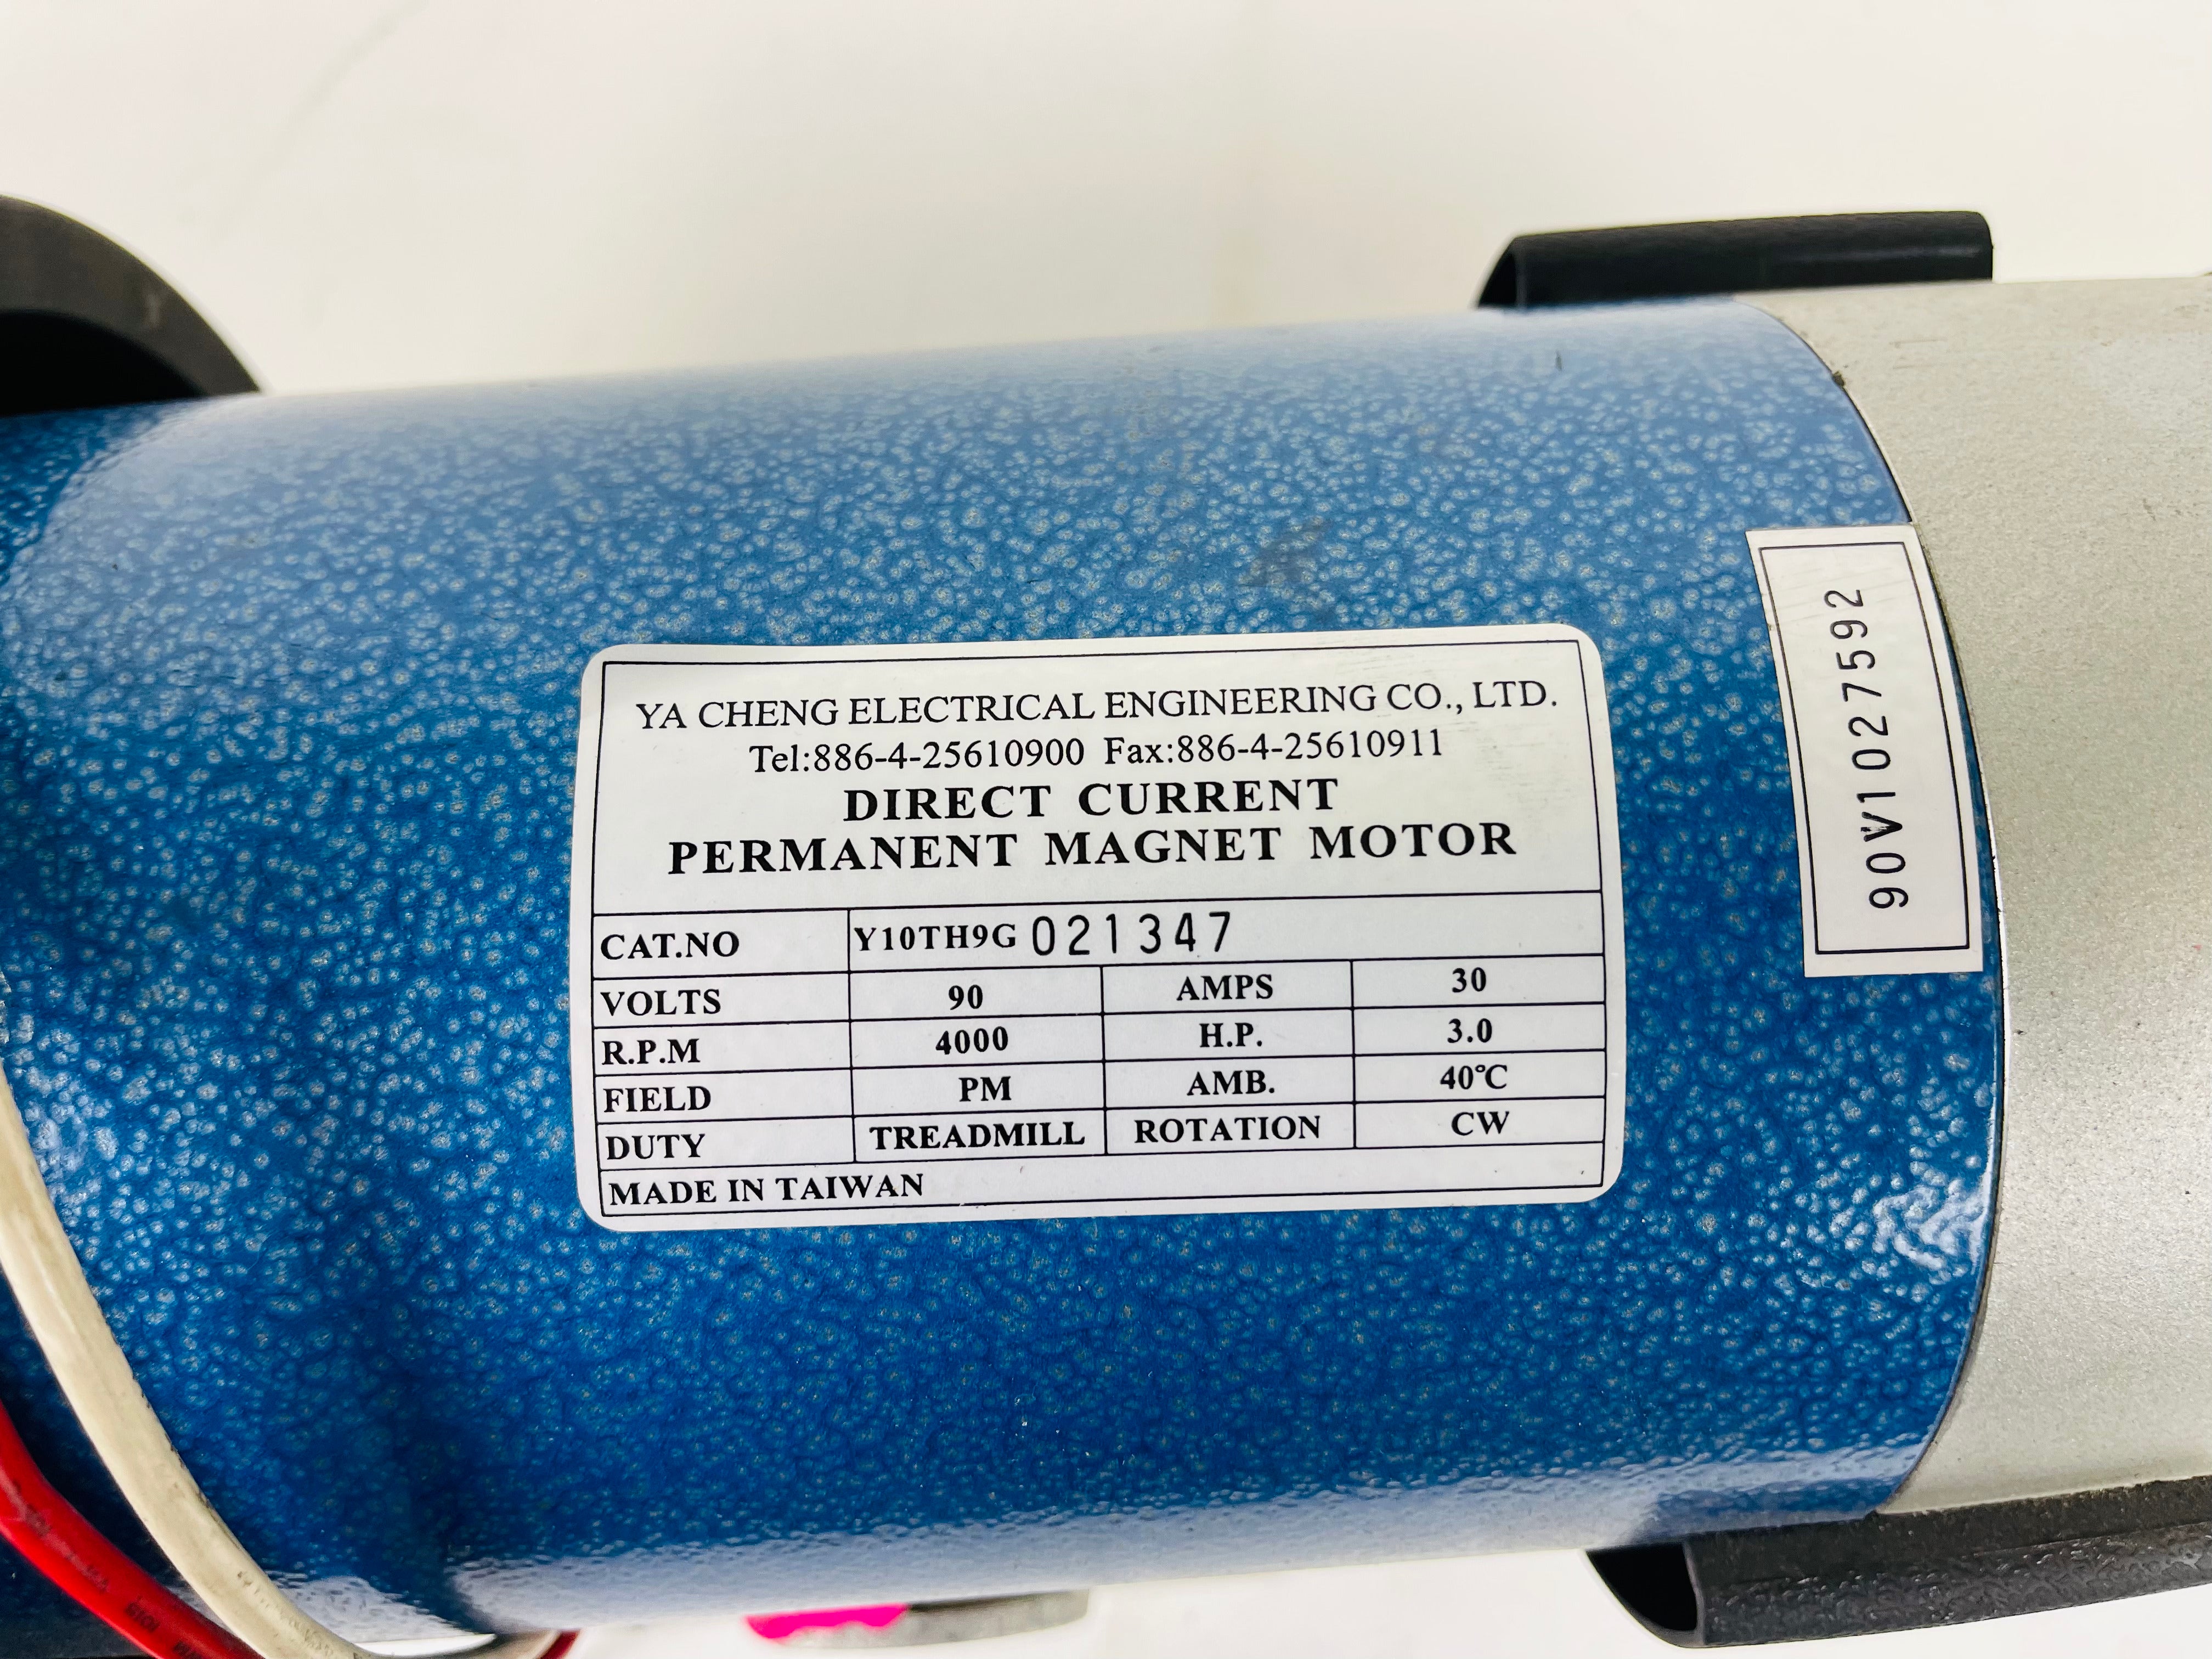 YA CHENG ELECTRICAL ENGINEERING CO., LTD.
Tel:886-4-25610900 Fax:886-4-25610911
DIRECT CURRENT
PERMANENT MAGNET MOTOR
CAT.NO Y10TH9G 021347
VOLTS 90 AMPS 30
R.P.M 4000 H.P. 3.0
FIELD PM AMB. 40℃
DUTY TREADMILL ROTATION CW
MADE IN TAIWAN
90V1027592